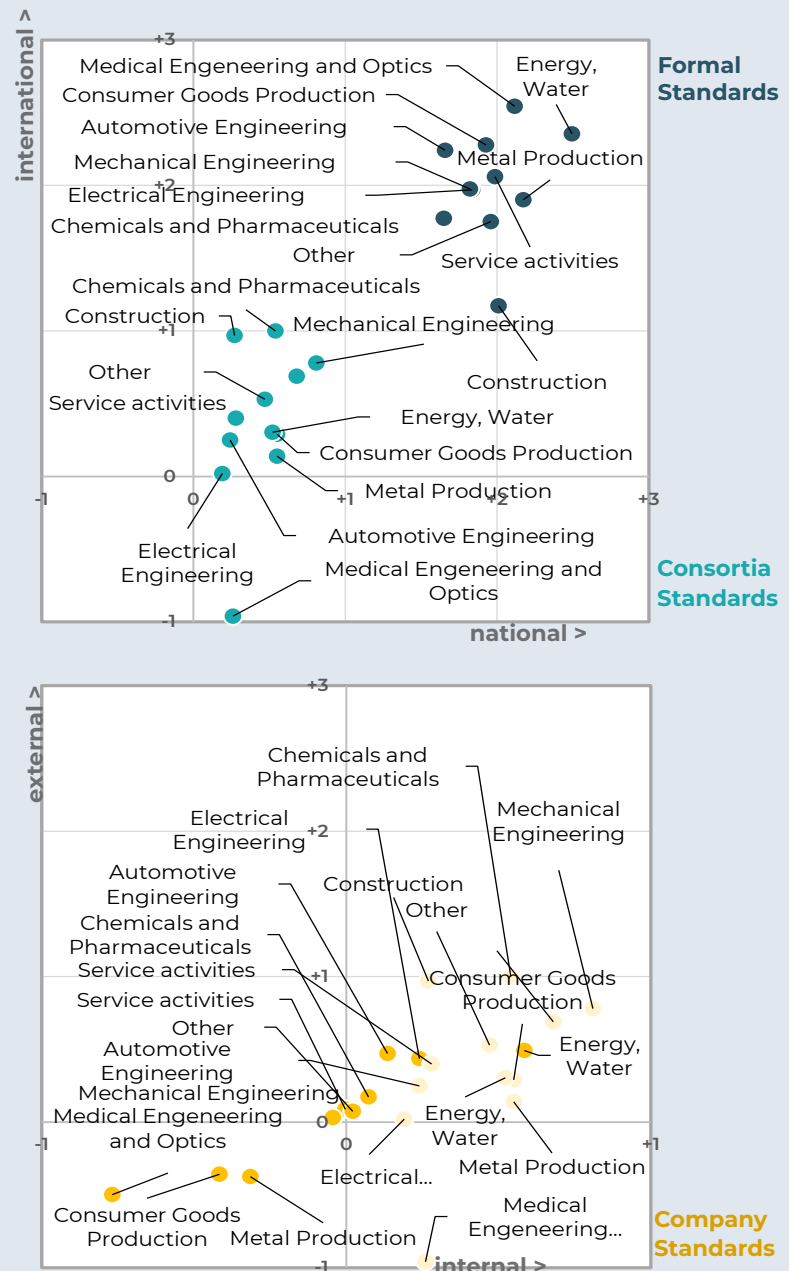 international >
+3
Medical Engeneering and Optics
Energy,
Water
Formal
Standards
Consumer Goods Production
Automotive Engineering
Metal Production
Mechanical Engineering
+2
Electrical Engineering
Chemicals and Pharmaceuticals
Other
Service activities
Chemicals and Pharmaceuticals
Construction
Mechanical Engineering
+1
Other
Construction
Service activities
Energy, Water
Consumer Goods Production
0
Metal Production
-1
0
+1
+2
+3
Automotive Engineering
Electrical
Engineering
Medical Engeneering and
Optics
Consortia
Standards
-1
national >
external >
+3
Chemicals and
Pharmaceuticals
Mechanical
Engineering
Electrical
Engineering
+2
Automotive
Engineering
Construction
Other
Chemicals and
Pharmaceuticals
Service activities
+1
Consumer Goods
Production
Service activities
Other
Energy,
Water
Automotive
Engineering
Mechanical Engineering
Medical Engeneering
and Optics
0
Energy,
Water
-1
0
+1
Metal Production
Electrical...
Consumer Goods
Production
Metal Production
Medical
Engeneering...
Company
Standards
-1
internal >